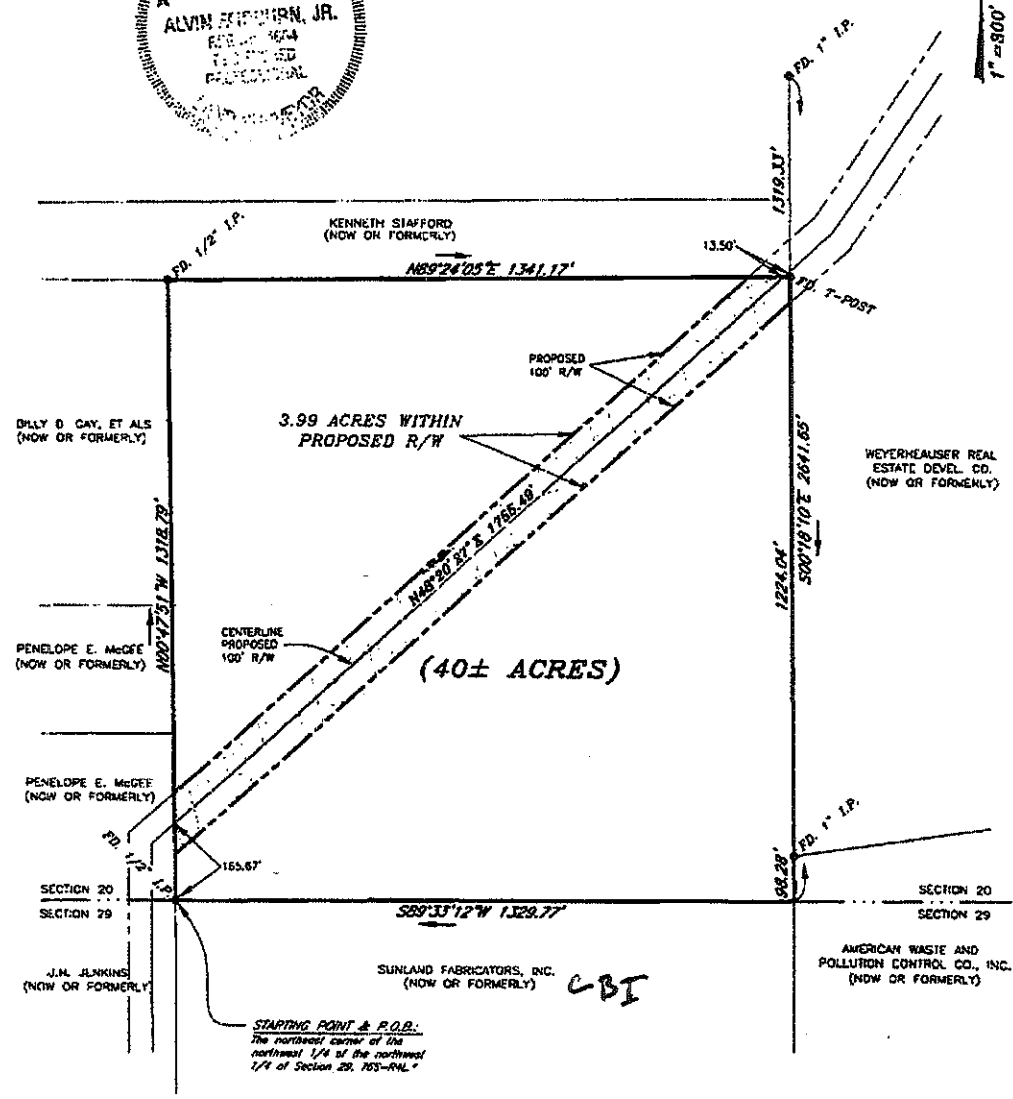 ALVIN FAIRBURN, JR.
PROFESSIONAL
1" = 300'
FD. 1" I.P.
1319.33'
KENNETH STAFFORD
(NOW OR FORMERLY)
FD. 1/2" I.P.
N89°24'05"E 1341.17'
13.50'
FD. T-POST
PROPOSED
100' R/W
3.99 ACRES WITHIN
PROPOSED R/W
BILLY D. GAY, ET ALS
(NOW OR FORMERLY)
WEYERHEAUSER REAL
ESTATE DEVEL. CO.
(NOW OR FORMERLY)
N00°47'51"W 1318.79'
N48°20'27"E 1765.49'
1224.04'
S00°18'10"E 2641.65'
CENTERLINE
PROPOSED
100' R/W
(40± ACRES)
PENELOPE E. McGEE
(NOW OR FORMERLY)
PENELOPE E. McGEE
(NOW OR FORMERLY)
FD. 1/2" I.P.
165.67'
FD. 1" I.P.
98.28'
SECTION 20
SECTION 29
S89°33'12"W 1329.77'
SECTION 20
SECTION 29
J.H. JENKINS
(NOW OR FORMERLY)
SUNLAND FABRICATORS, INC.
(NOW OR FORMERLY)
CBI
AMERICAN WASTE AND
POLLUTION CONTROL CO., INC.
(NOW OR FORMERLY)
STARTING POINT & P.O.B.:
The northeast corner of the
northwest 1/4 of the northwest
1/4 of Section 29,